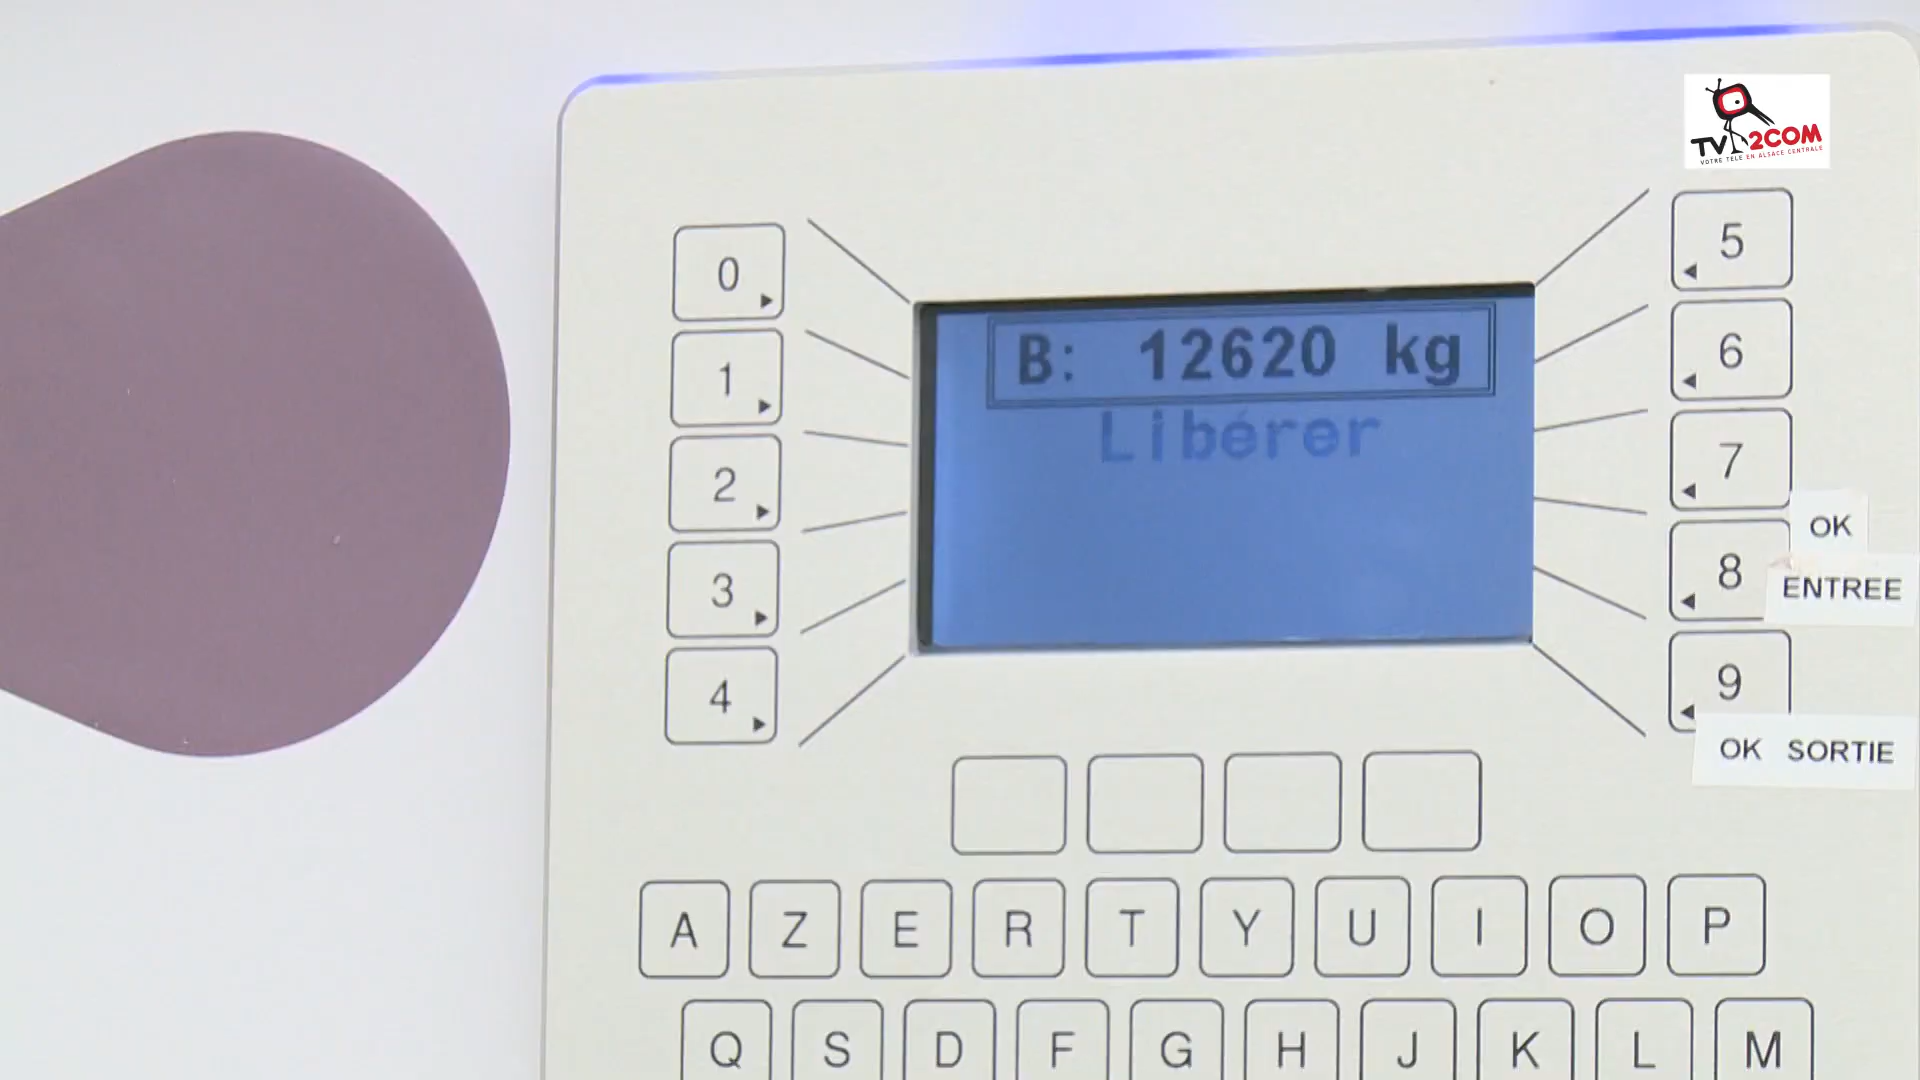 TV2COM
VOTRE TELE EN ALSACE CENTRALE
0
1
2
3
4
B: 12620 kg
Libérer
5
6
7
8
9
OK
ENTREE
OK SORTIE
A Z E R T Y U I O P
Q S D F G H J K L M